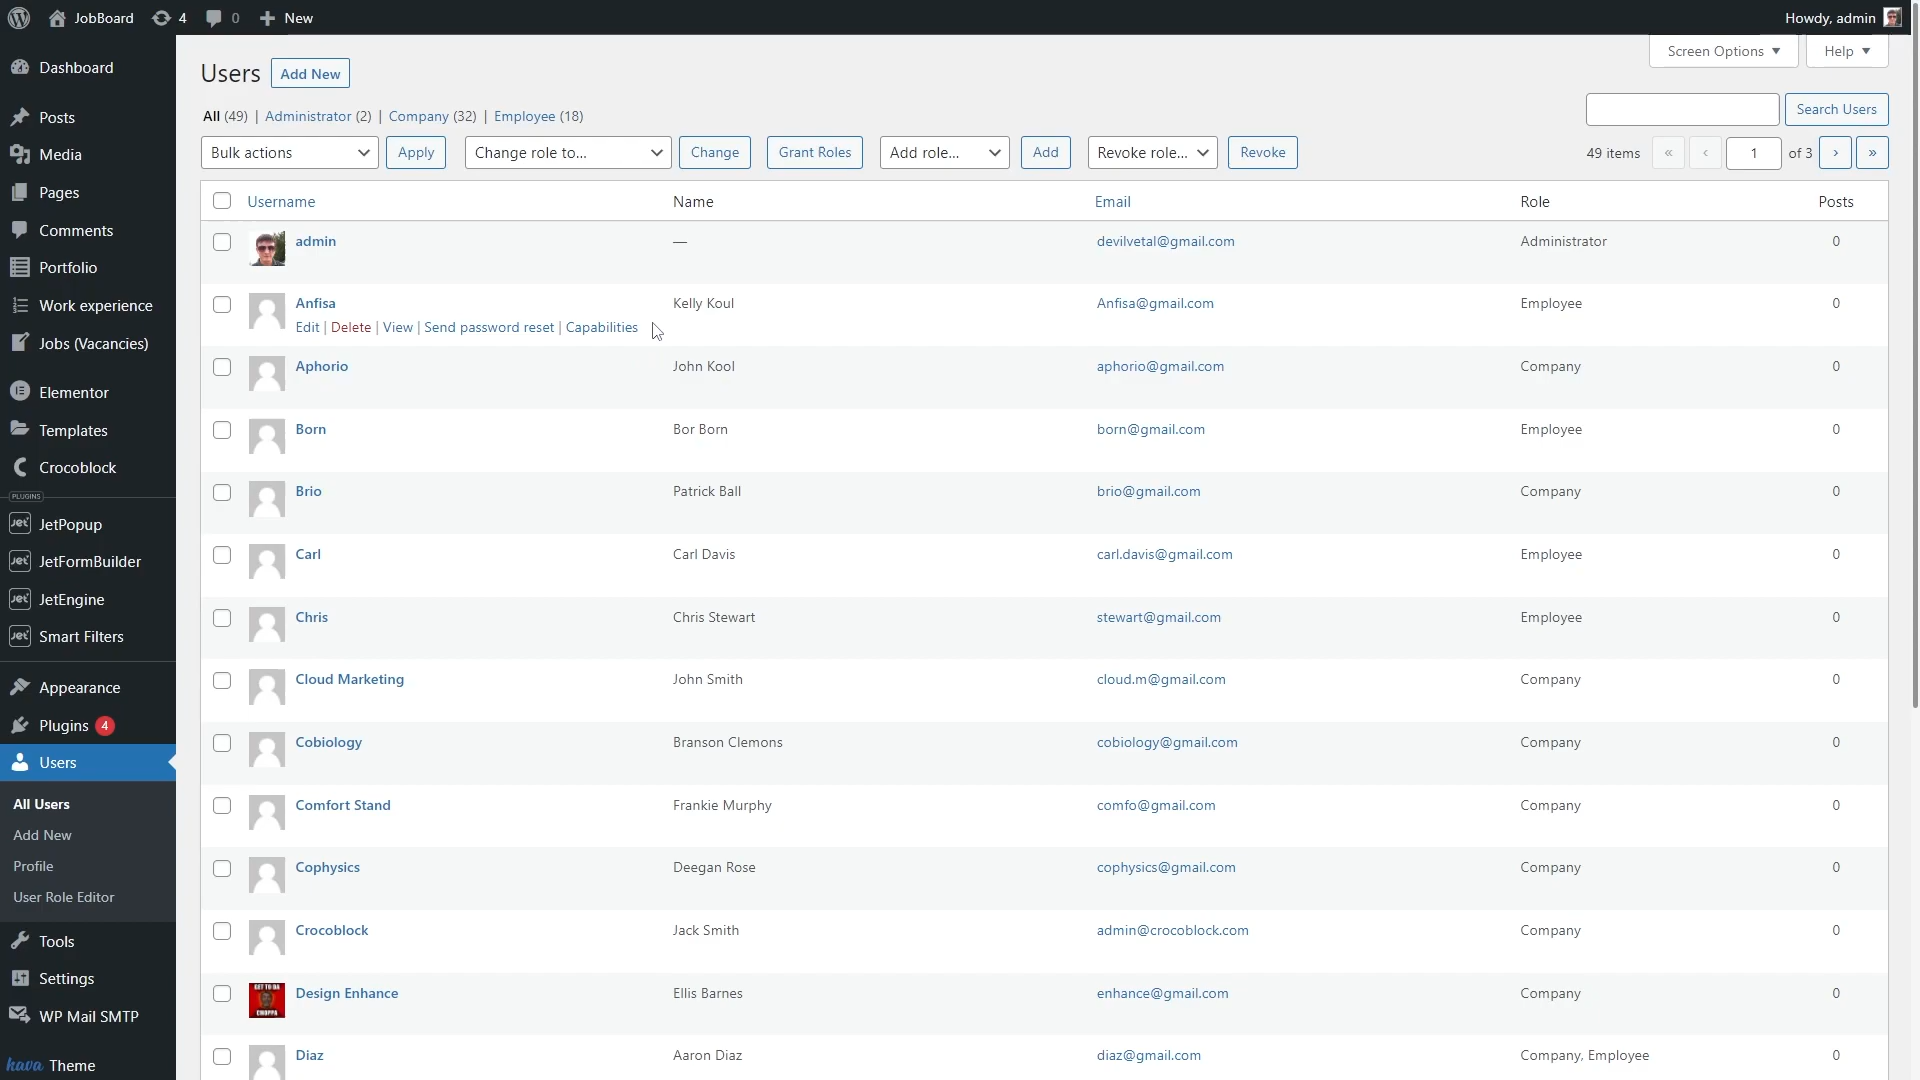 JobBoard 4 0 New Howdy, admin
Screen Options Help
Dashboard
Posts
Media
Pages
Comments
Portfolio
Work experience
Jobs (Vacancies)
Elementor
Templates
Crocoblock
PLUGINS
JetPopup
JetFormBuilder
JetEngine
Smart Filters
Appearance
Plugins 4
Users
All Users
Add New
Profile
User Role Editor
Tools
Settings
WP Mail SMTP
kava Theme
Users Add New
All (49) | Administrator (2) | Company (32) | Employee (18)
Search Users
Bulk actions Apply Change role to... Change Grant Roles Add role... Add Revoke role... Revoke 49 items « ‹ 1 of 3 › »
Username Name Email Role Posts
admin — devilvetal@gmail.com Administrator 0
Anfisa Kelly Koul Anfisa@gmail.com Employee 0
Edit | Delete | View | Send password reset | Capabilities
Aphorio John Kool aphorio@gmail.com Company 0
Born Bor Born born@gmail.com Employee 0
Brio Patrick Ball brio@gmail.com Company 0
Carl Carl Davis carl.davis@gmail.com Employee 0
Chris Chris Stewart stewart@gmail.com Employee 0
Cloud Marketing John Smith cloud.m@gmail.com Company 0
Cobiology Branson Clemons cobiology@gmail.com Company 0
Comfort Stand Frankie Murphy comfo@gmail.com Company 0
Cophysics Deegan Rose cophysics@gmail.com Company 0
Crocoblock Jack Smith admin@crocoblock.com Company 0
GET TO DA
CHOPPA
Design Enhance Ellis Barnes enhance@gmail.com Company 0
Diaz Aaron Diaz diaz@gmail.com Company, Employee 0